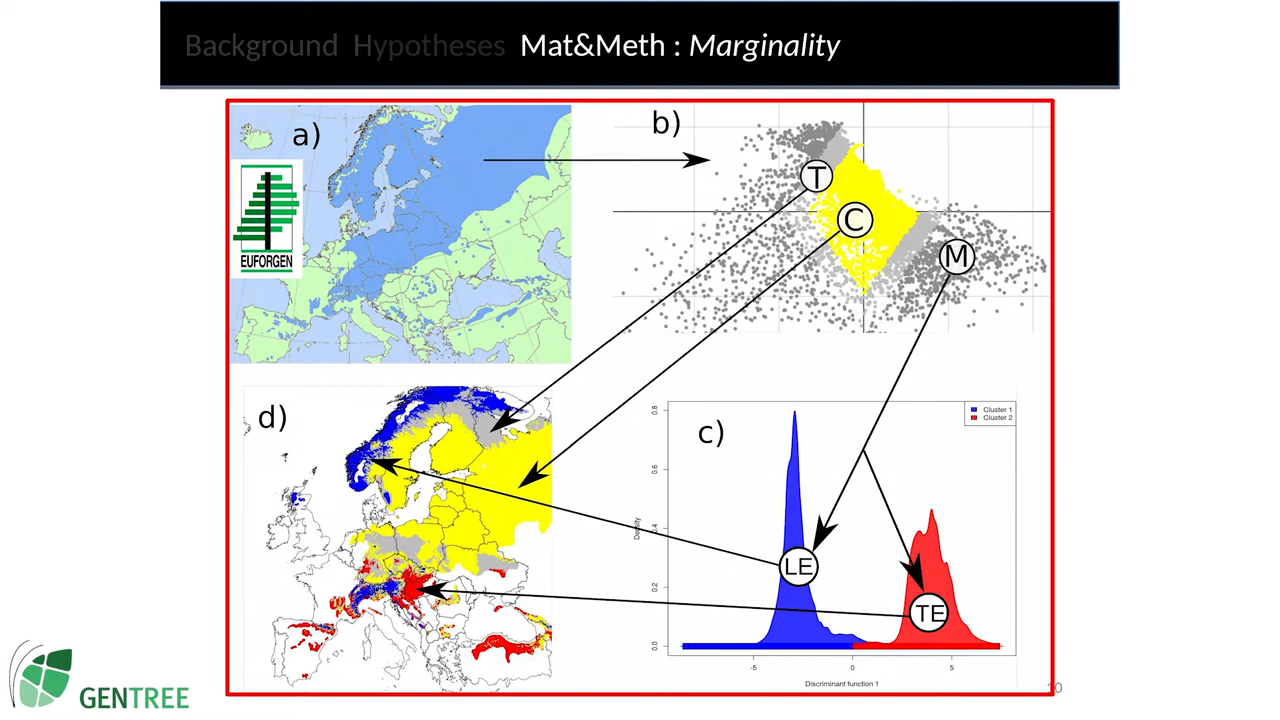 Background Hypotheses Mat&Meth : Marginality
a)
EUFORGEN
b)
T
C
M
d)
c)
Cluster 1
Cluster 2
0.8
0.6
0.4
0.2
0.0
Density
LE
TE
-5
0
5
Discriminant function 1
GENTREE